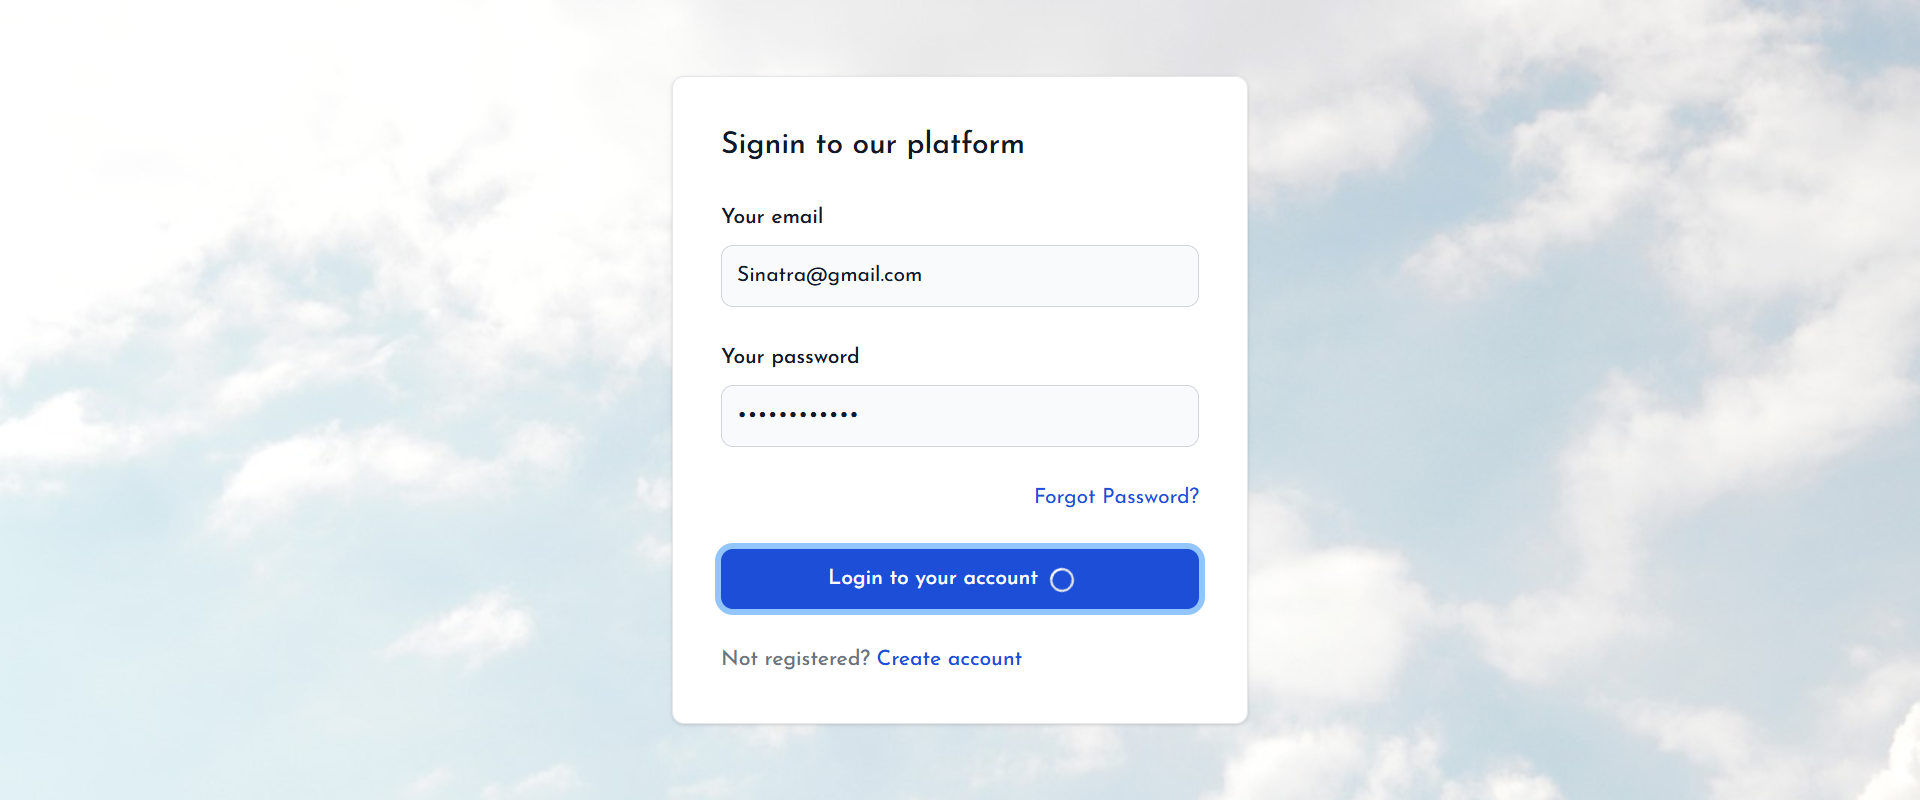 Signin to our platform
Your email
Sinatra@gmail.com
Your password
••••••••••••
Forgot Password?
Login to your account
Not registered? Create account